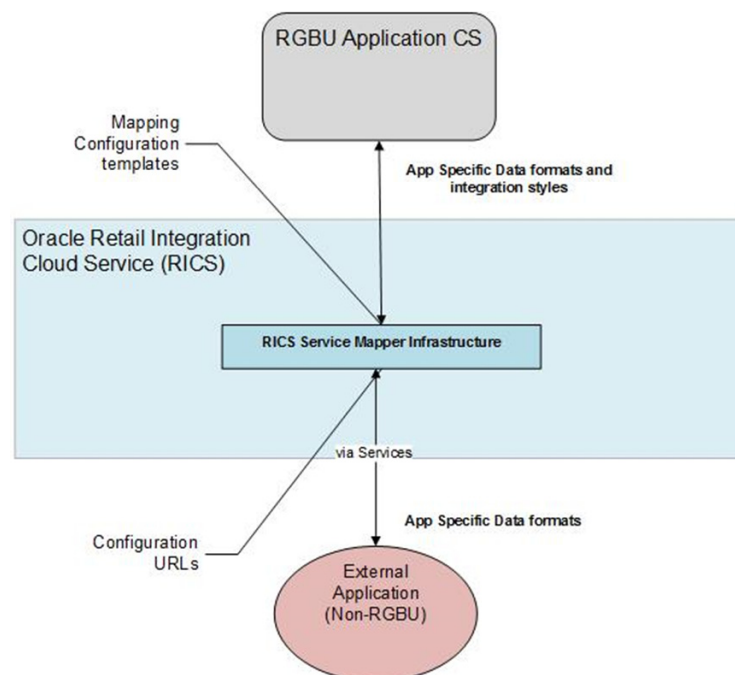 RGBU Application CS
Mapping
Configuration
templates
App Specific Data formats and
integration styles
Oracle Retail Integration
Cloud Service (RICS)
RICS Service Mapper Infrastructure
via Services
App Specific Data formats
Configuration
URLs
External
Application
(Non-RGBU)